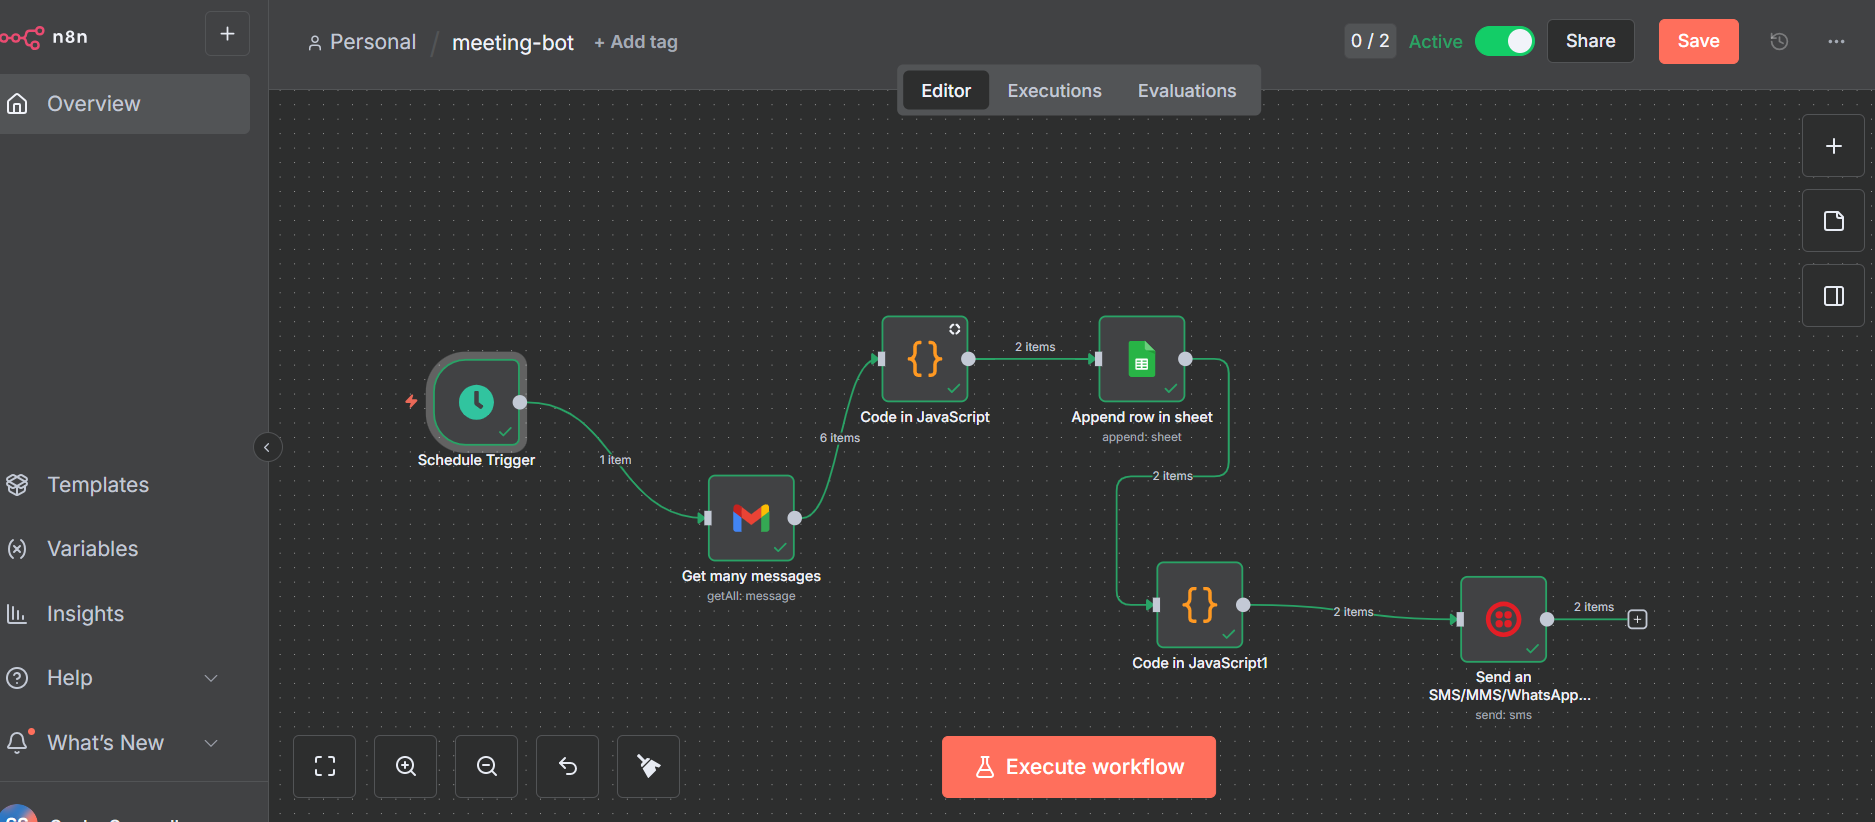 n8n
+
Overview
Templates
Variables
Insights
Help
What's New
Personal / meeting-bot + Add tag
0 / 2 Active Share Save
Editor Executions Evaluations
Schedule Trigger
1 item
Get many messages
getAll: message
6 items
{}
Code in JavaScript
2 items
Append row in sheet
append: sheet
2 items
{}
Code in JavaScript1
2 items
Send an
SMS/MMS/WhatsApp...
send: sms
2 items
Execute workflow